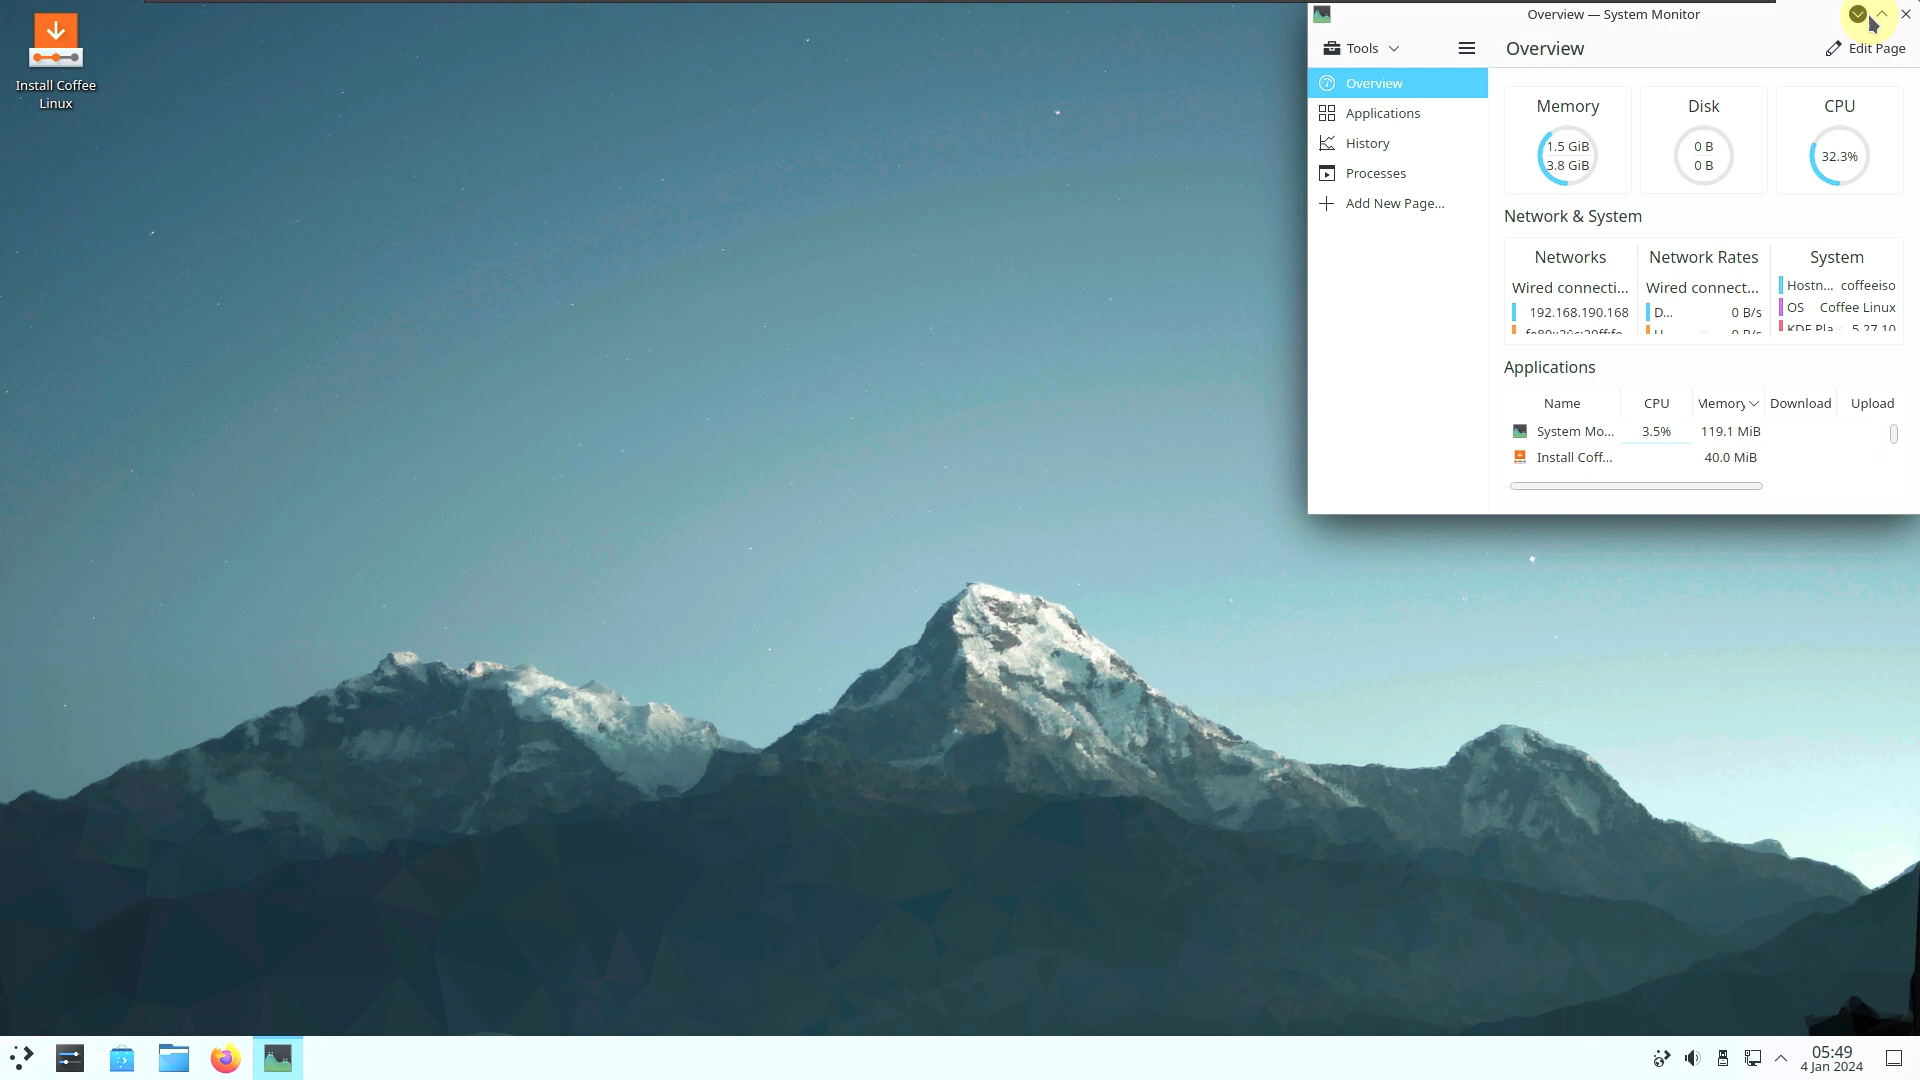 Install Coffee
Linux
Overview — System Monitor
Tools
Overview
Edit Page
Overview
Applications
History
Processes
Add New Page...
Memory
Disk
CPU
1.5 GiB
3.8 GiB
0 B
0 B
32.3%
Network & System
Networks
Network Rates
System
Wired connecti...
Wired connect...
Hostn... coffeeiso
192.168.190.168
D... 0 B/s
OS Coffee Linux
0 B/s
KDE Pla 5.27.10
Applications
Name CPU Memory Download Upload
System Mo... 3.5% 119.1 MiB
Install Coff... 40.0 MiB
05:49
4 Jan 2024